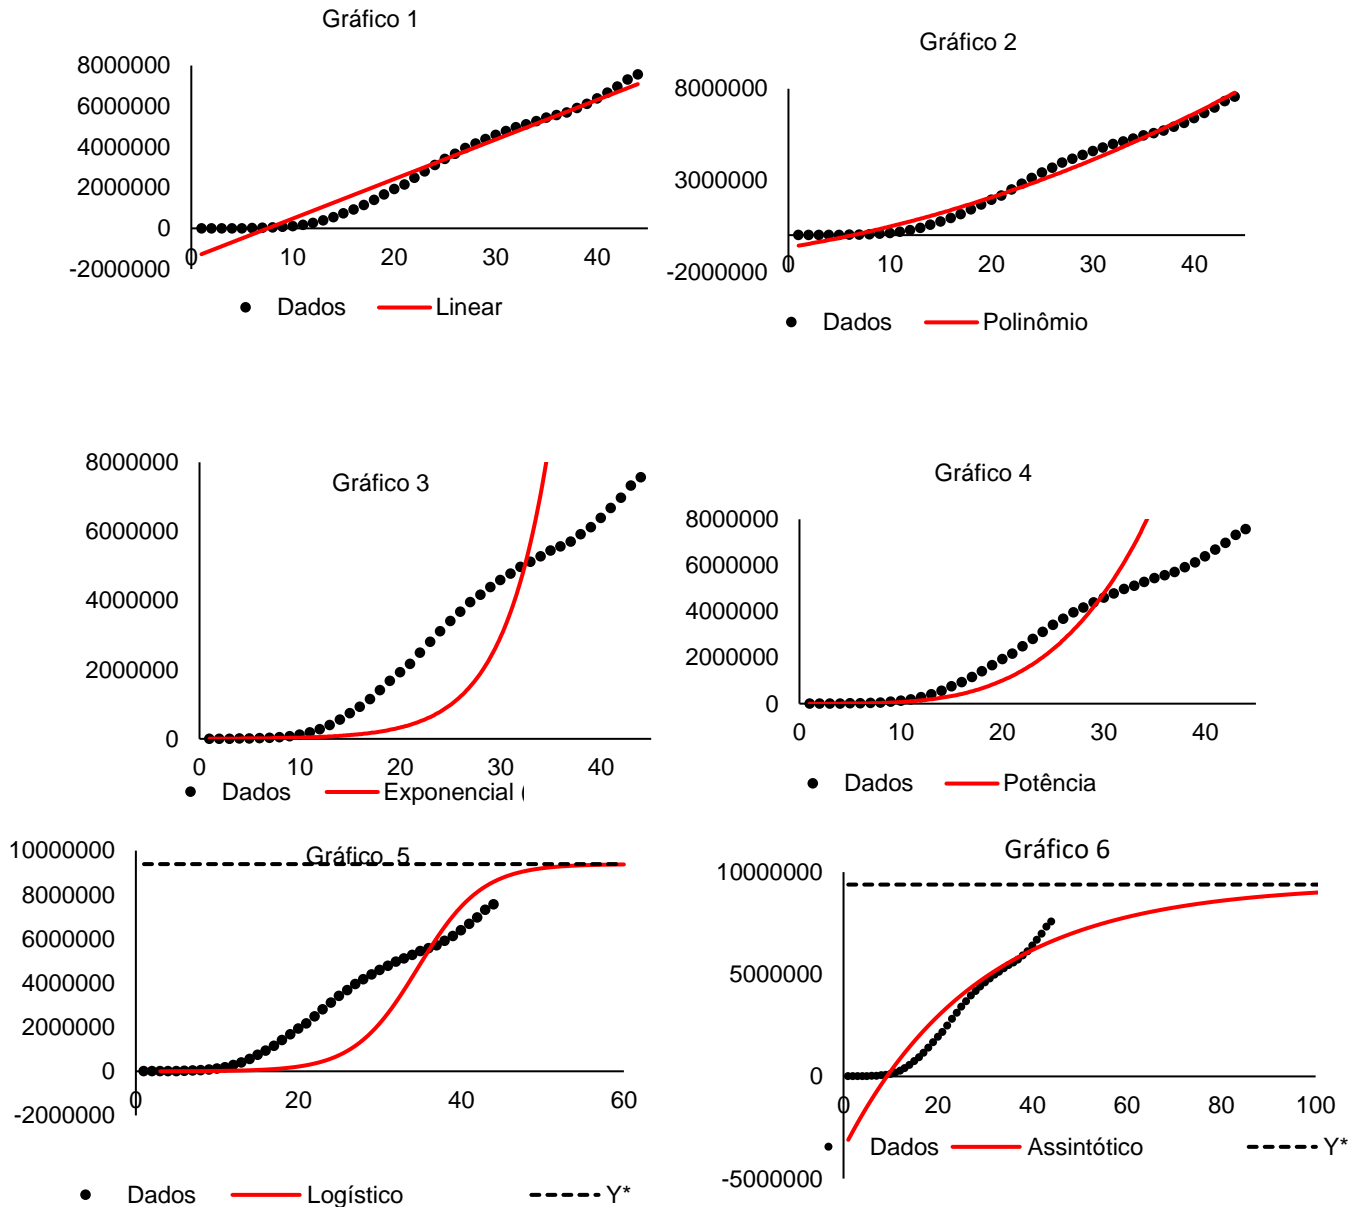 Gráfico 1
8000000
6000000
4000000
2000000
0
-2000000
0 10 20 30 40
Dados Linear
Gráfico 2
8000000
3000000
-2000000
0 10 20 30 40
Dados Polinômio
Gráfico 3
8000000
6000000
4000000
2000000
0
0 10 20 30 40
Dados Exponencial (
Gráfico 4
8000000
6000000
4000000
2000000
0
0 10 20 30 40
Dados Potência
Gráfico 5
10000000
8000000
6000000
4000000
2000000
0
-2000000
0 20 40 60
Dados Logístico Y*
Gráfico 6
10000000
5000000
0
-5000000
0 20 40 60 80 100
Dados Assintótico Y*